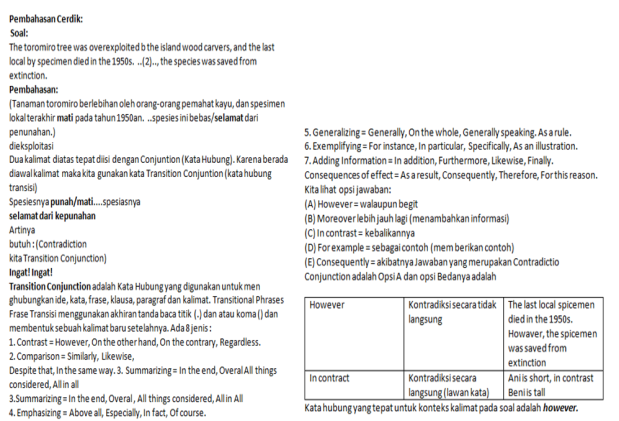 Pembahasan Cerdik:
Soal:
The toromiro tree was overexploited b the island wood carvers, and the last
local by specimen died in the 1950s. ..(2).., the species was saved from
extinction.
Pembahasan:
(Tanaman toromiro berlebihan oleh orang-orang pemahat kayu, dan spesimen
lokal terakhir mati pada tahun 1950an. ..spesies ini bebas/selamat dari
penunahan.)
dieksploitasi
Dua kalimat diatas tepat diisi dengan Conjuntion (Kata Hubung). Karena berada
diawal kalimat maka kita gunakan kata Transition Conjuntion (kata hubung
transisi)
Spesiesnya punah/mati....spesiasnya
selamat dari kepunahan
Artinya
butuh : (Contradiction
kita Transition Conjunction)
Ingat! Ingat!
Transition Conjunction adalah Kata Hubung yang digunakan untuk men
ghubungkan ide, kata, frase, klausa, paragraf dan kalimat. Transitional Phrases
Frase Transisi menggunakan akhiran tanda baca titik (.) dan atau koma () dan
membentuk sebuah kalimat baru setelahnya. Ada 8 jenis :
1. Contrast = However, On the other hand, On the contrary, Regardless.
2. Comparison = Similarly, Likewise,
Despite that, In the same way. 3. Summarizing = In the end, Overal All things
considered, All in all
3.Summarizing = In the end, Overal, All things considered, All in All
4. Emphasizing = Above all, Especially, In fact, Of course.
5. Generalizing = Generally, On the whole, Generally speaking. As a rule.
6. Exemplifying = For instance, In particular, Specifically, As an illustration.
7. Adding Information = In addition, Furthermore, Likewise, Finally.
Consequences of effect = As a result, Consequently, Therefore, For this reason.
Kita lihat opsi jawaban:
(A) However = walaupun begit
(B) Moreover lebih jauh lagi (menambahkan informasi)
(C) In contrast = kebalikannya
(D) For example = sebagai contoh (mem berikan contoh)
(E) Consequently = akibatnya Jawaban yang merupakan Contradictio
Conjunction adalah Opsi A dan opsi Bedanya adalah
However Kontradiksi secara tidak The last local spicemen
langsung died in the 1950s.
Howaver, the spicemen
was saved from
extinction
In contract Kontradiksi secara Ani is short, in contrast
langsung (lawan kata) Beni is tall
Kata hubung yang tepat untuk konteks kalimat pada soal adalah however.